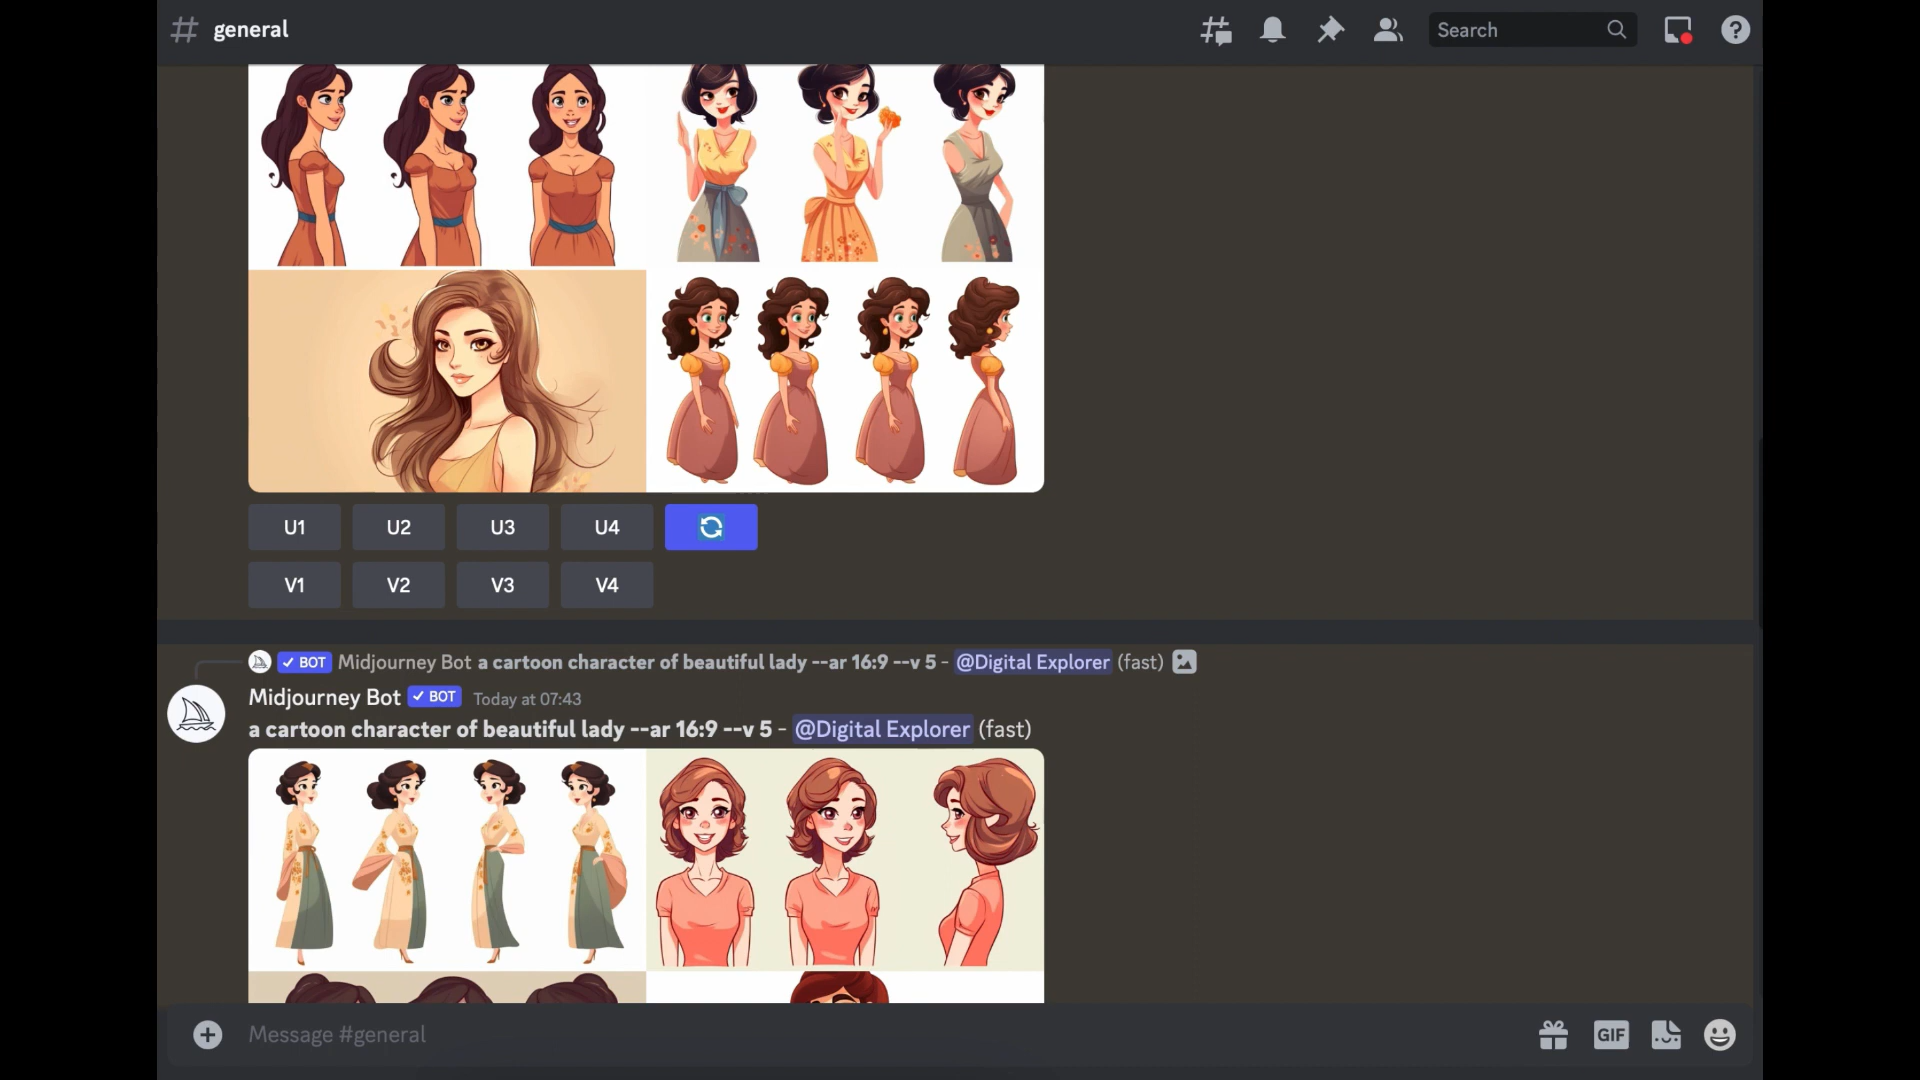 general
Search
U1 U2 U3 U4
V1 V2 V3 V4
BOT Midjourney Bot a cartoon character of beautiful lady --ar 16:9 --v 5 - @Digital Explorer (fast)
Midjourney Bot BOT Today at 07:43
a cartoon character of beautiful lady --ar 16:9 --v 5 - @Digital Explorer (fast)
Message #general
GIF